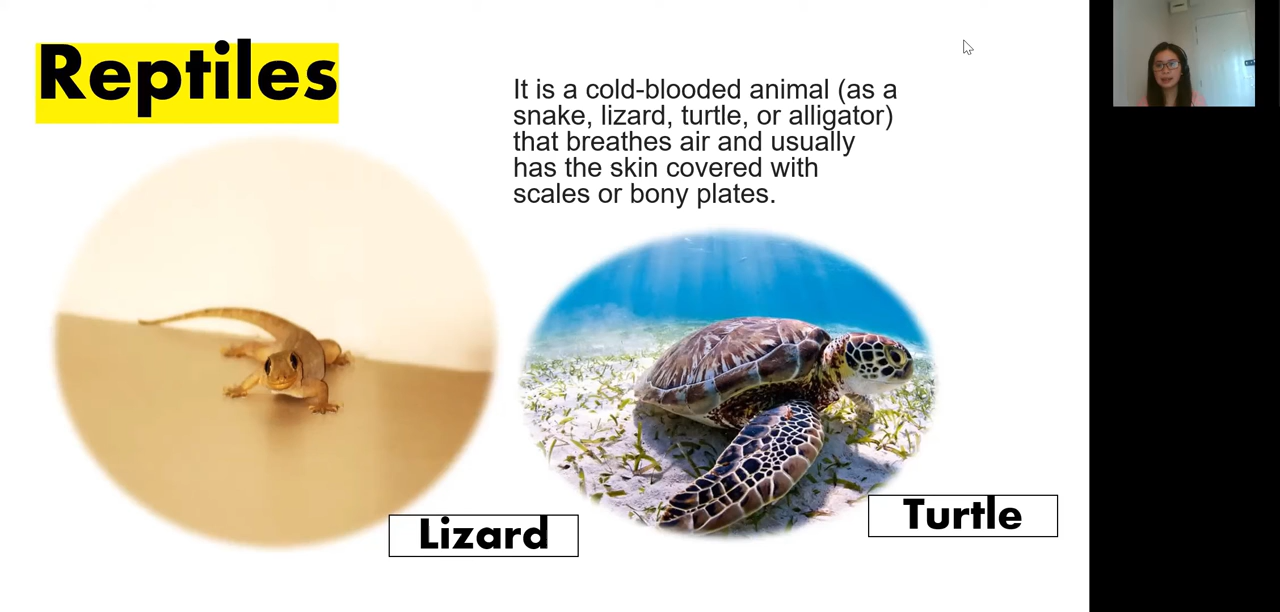 Reptiles
It is a cold-blooded animal (as a
snake, lizard, turtle, or alligator)
that breathes air and usually
has the skin covered with
scales or bony plates.
Lizard
Turtle